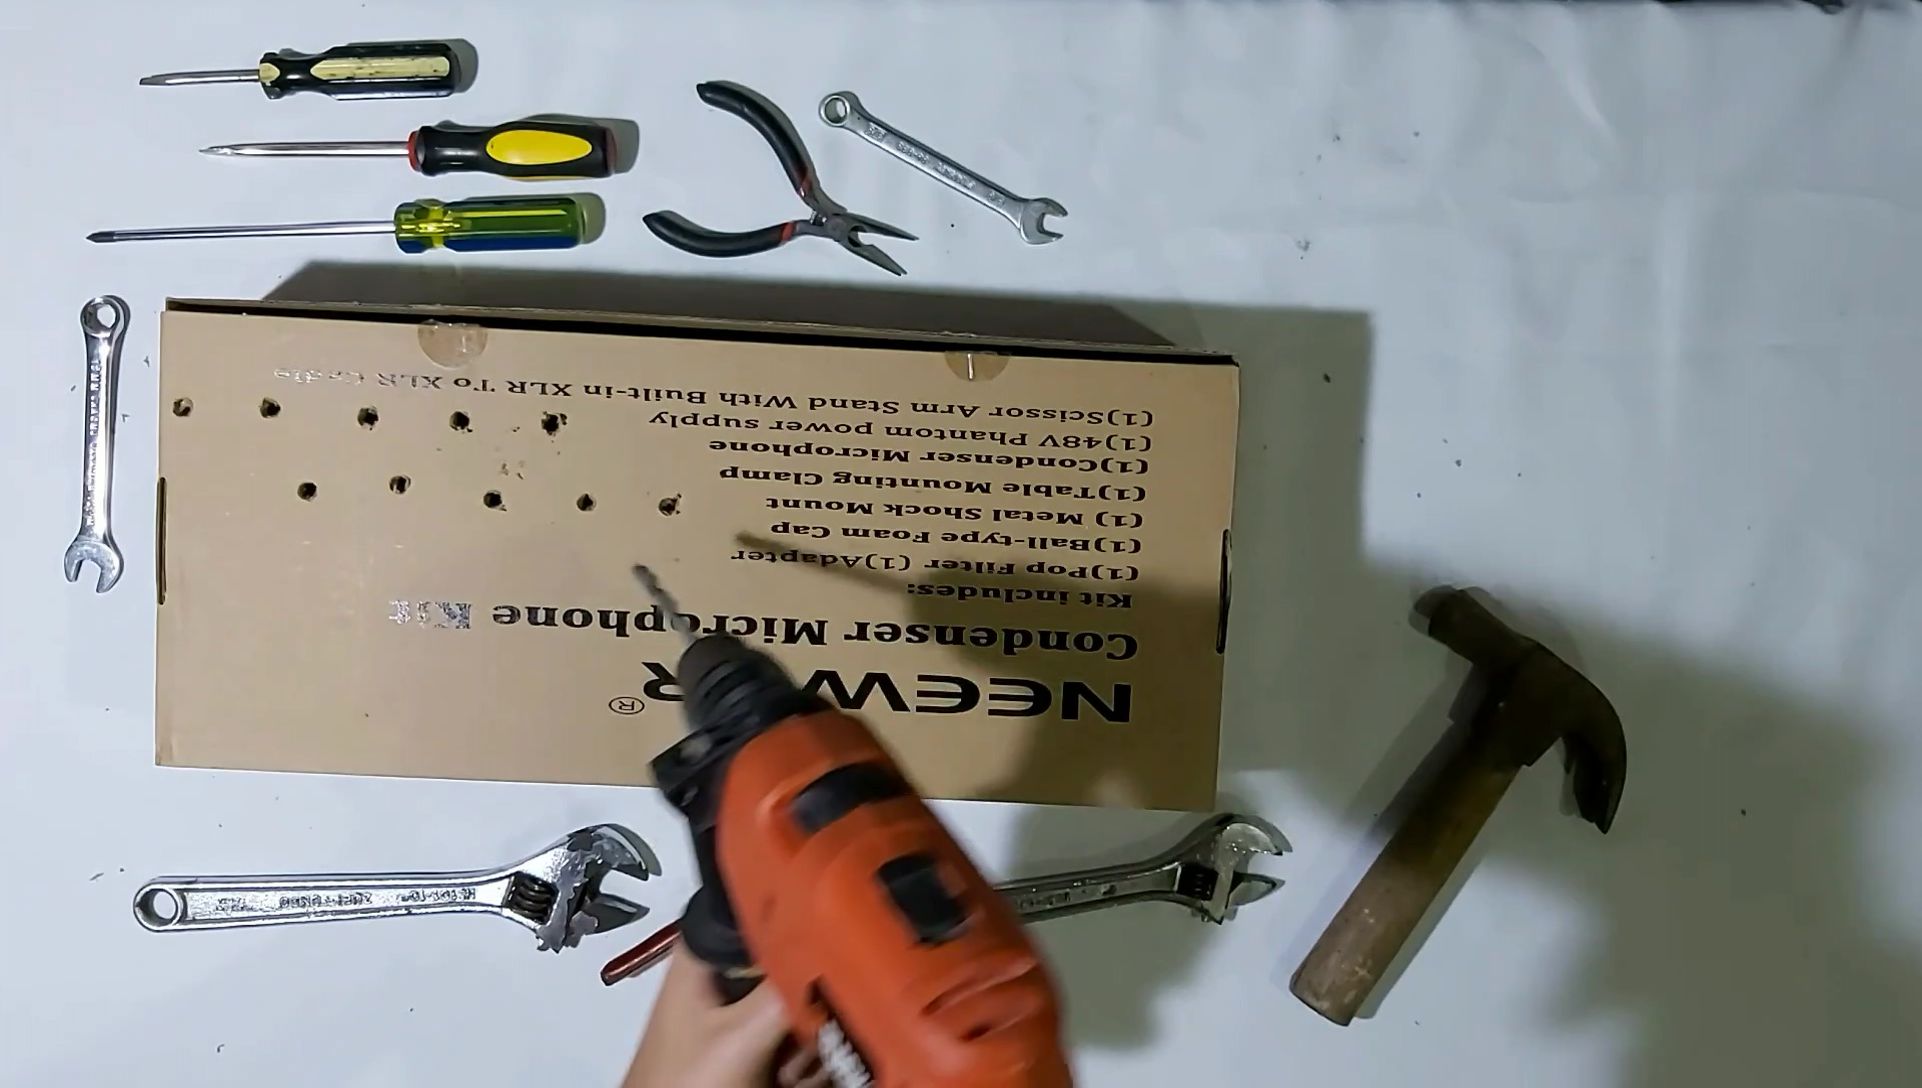 NEEWER®
Condenser Microphone Kit
Kit includes:
(1)Pop Filter (1)Adapter
(1)Ball-type Foam Cap
(1) Metal Shock Mount
(1)Table Mounting Clamp
(1)Condenser Microphone
(1)48V Phantom power supply
(1)Scissor Arm Stand With Built-in XLR To XLR